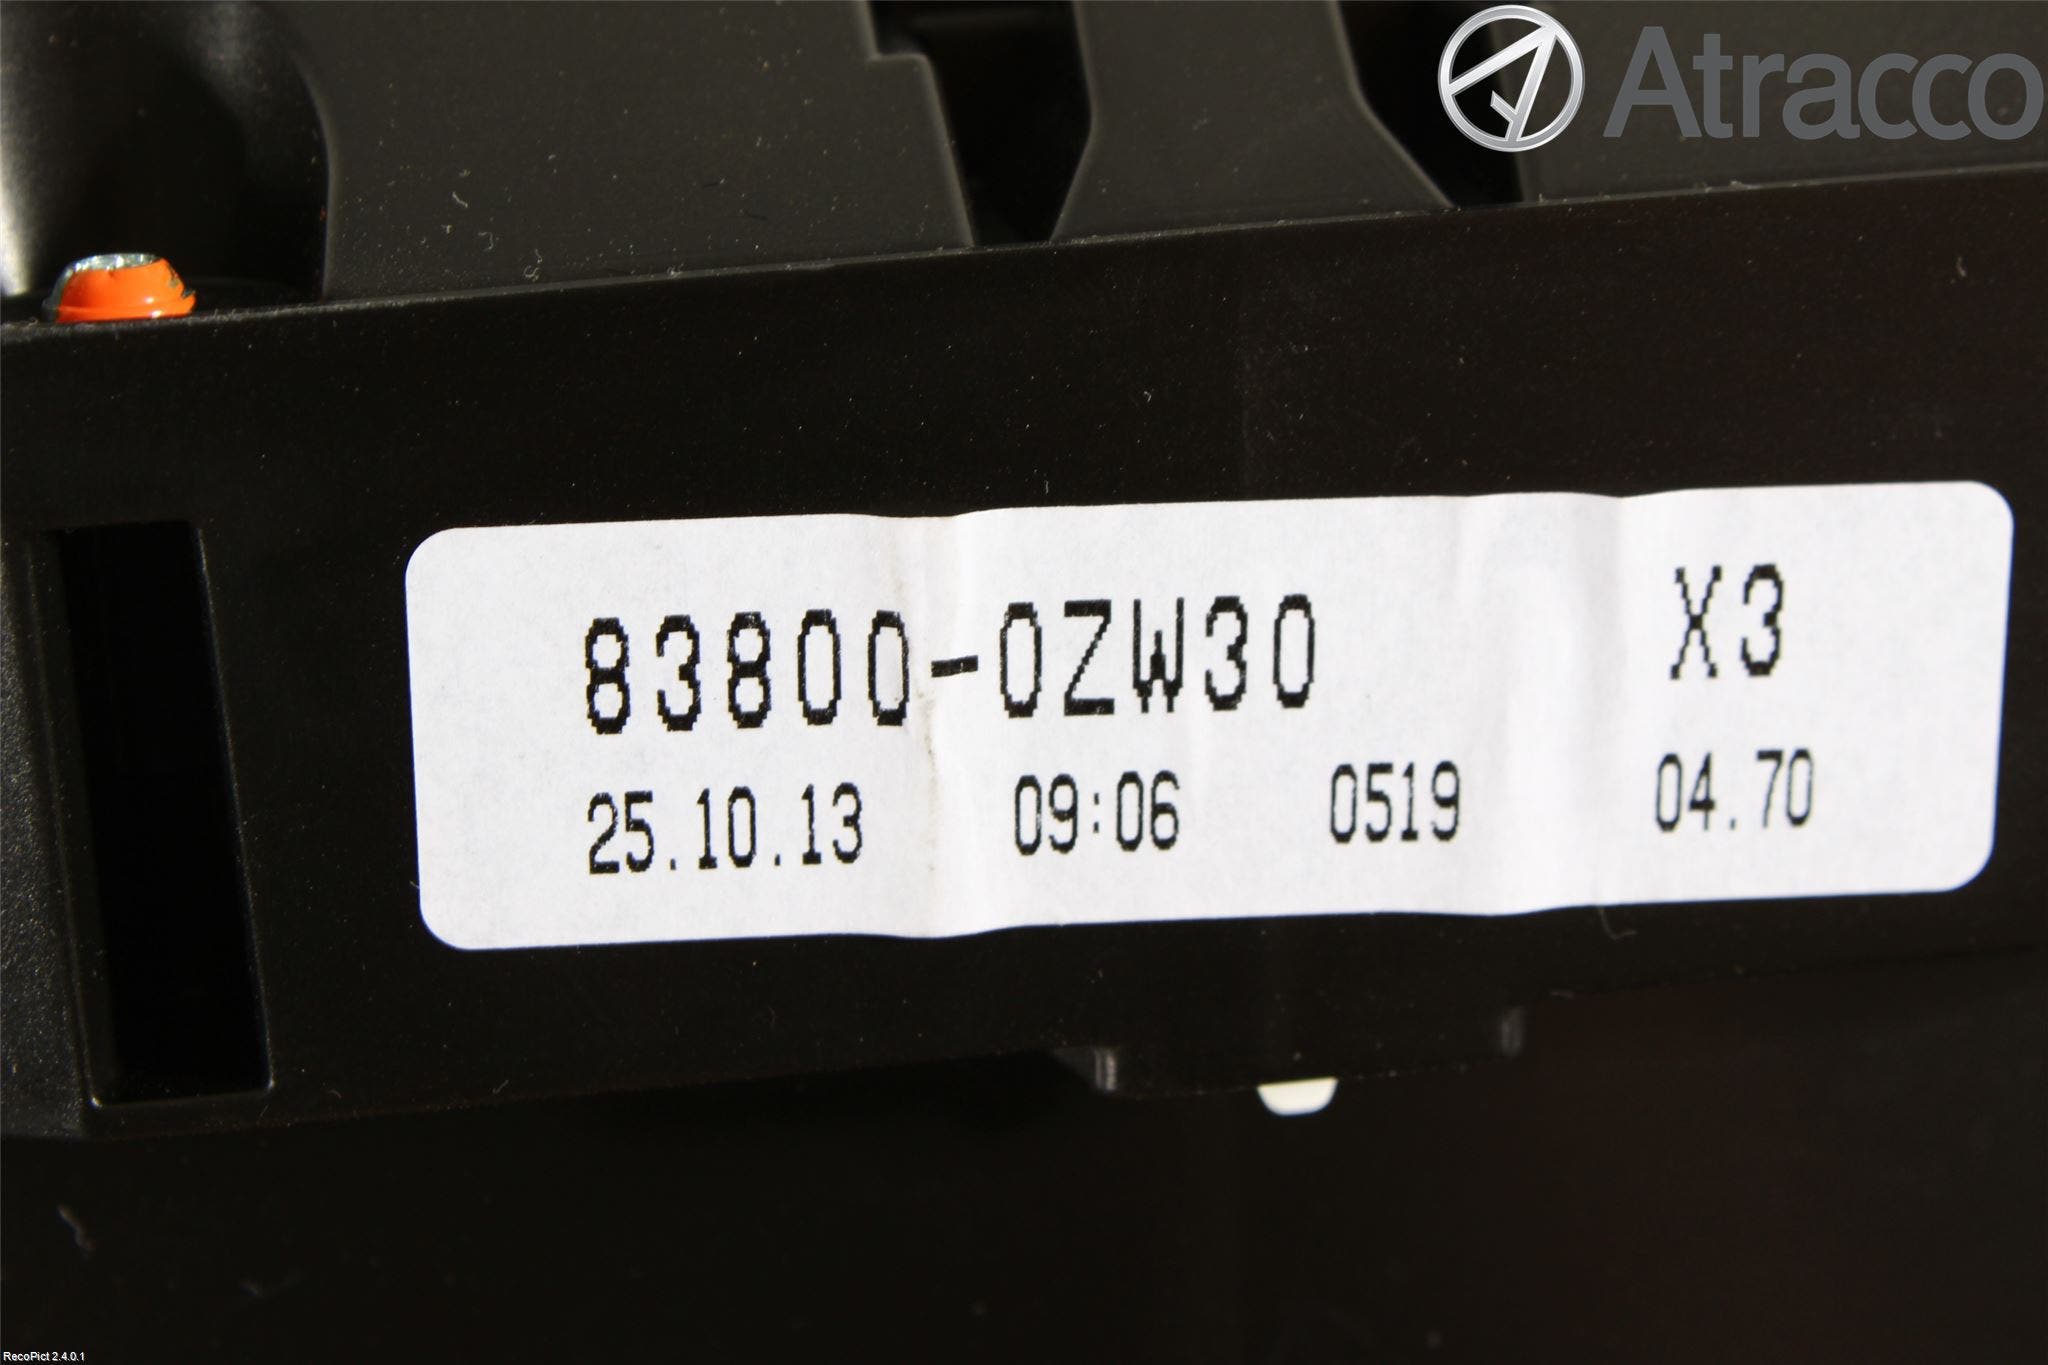 Atracco
83800-0ZW30 X3
25.10.13 09:06 0519 04.70
RecoPict 2.4.0.1